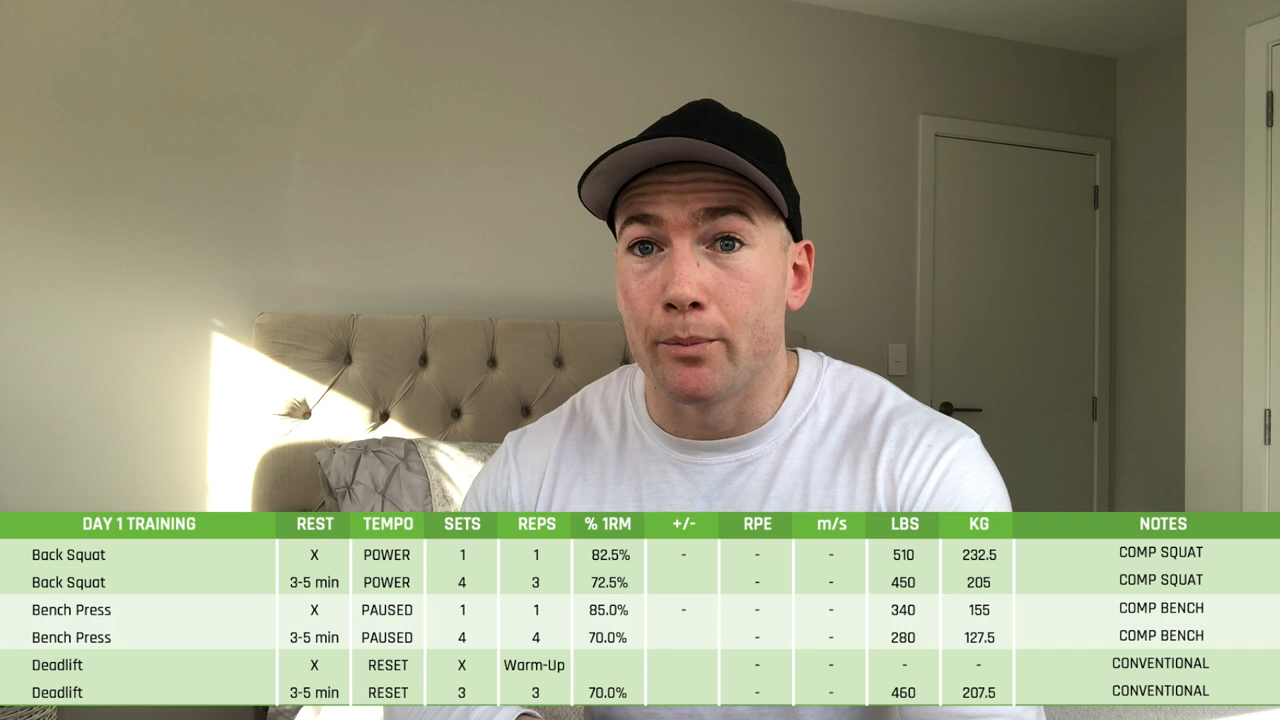 DAY 1 TRAINING REST TEMPO SETS REPS % 1RM +/- RPE m/s LBS KG NOTES
Back Squat X POWER 1 1 82.5% - - - 510 232.5 COMP SQUAT
Back Squat 3-5 min POWER 4 3 72.5% - - 450 205 COMP SQUAT
Bench Press X PAUSED 1 1 85.0% - - - 340 155 COMP BENCH
Bench Press 3-5 min PAUSED 4 4 70.0% - - 280 127.5 COMP BENCH
Deadlift X RESET X Warm-Up - - - - CONVENTIONAL
Deadlift 3-5 min RESET 3 3 70.0% - - 460 207.5 CONVENTIONAL